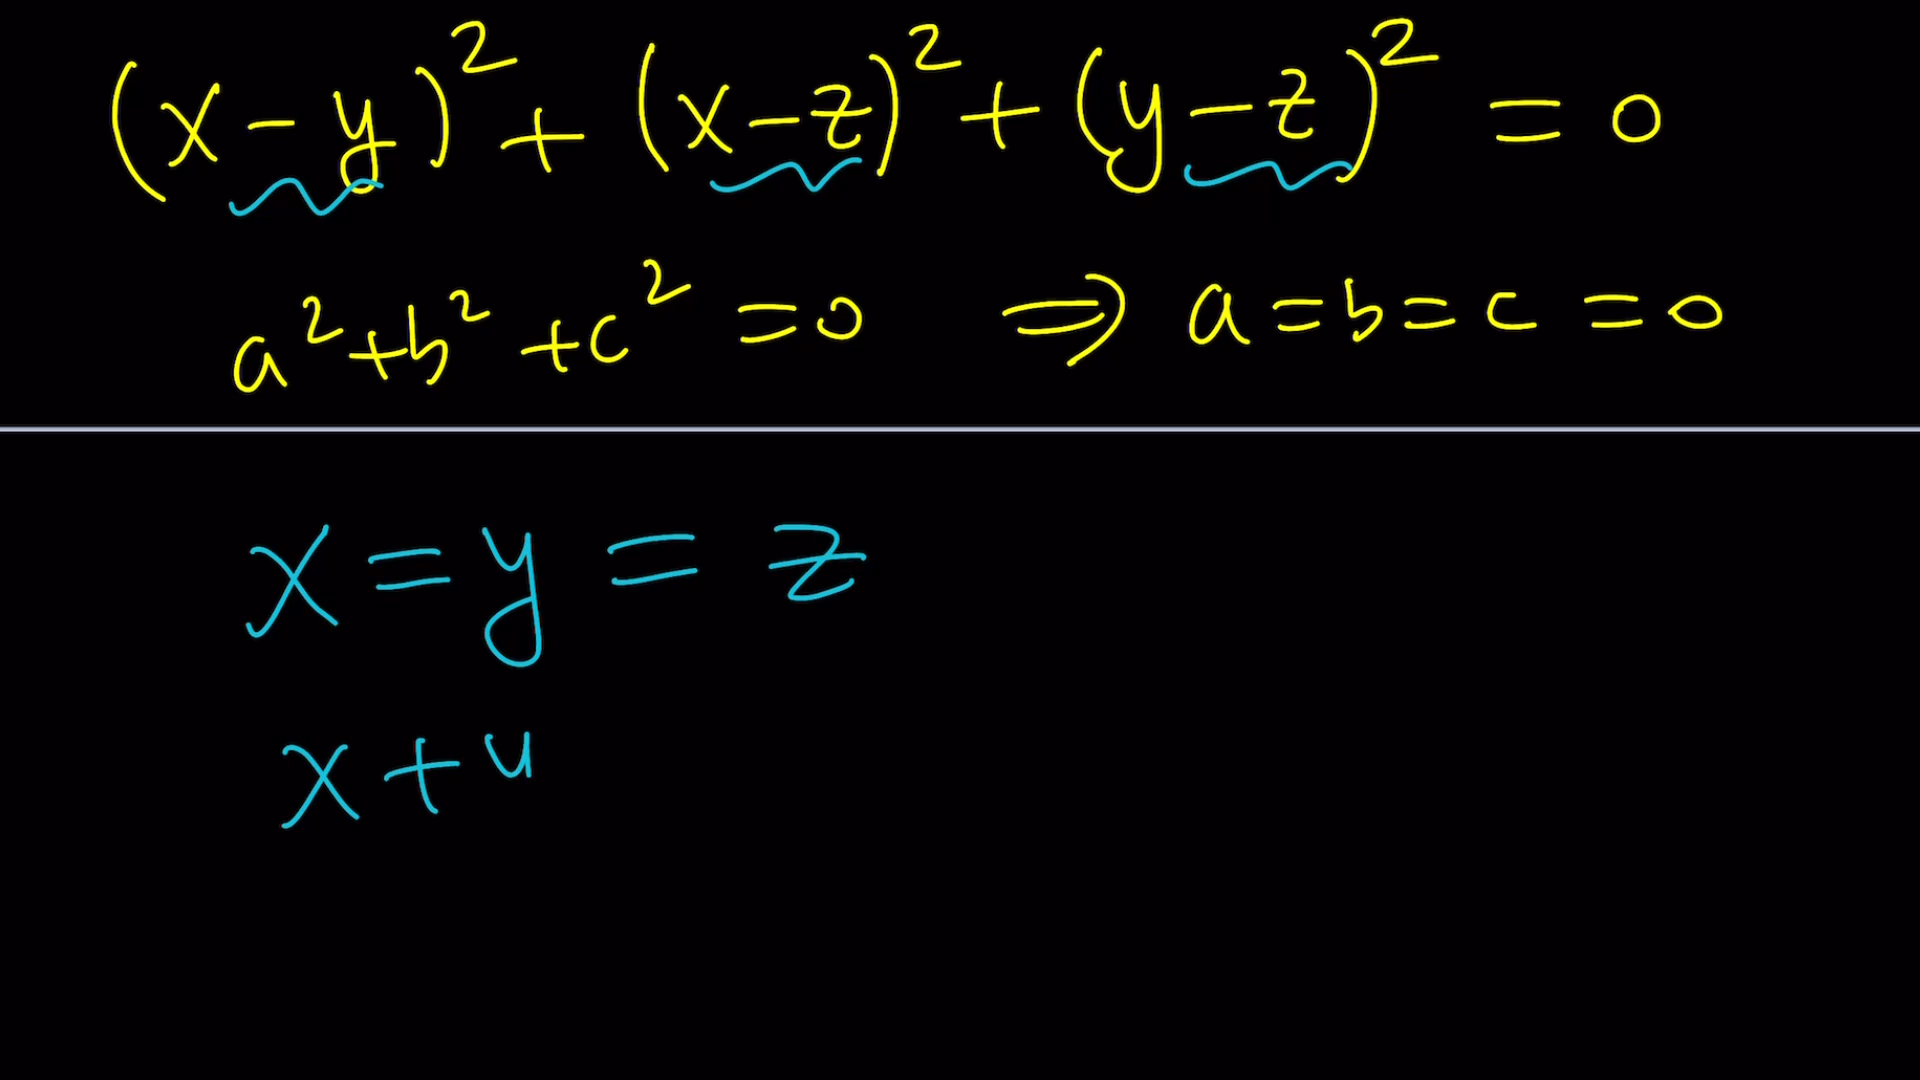 (x-y)² + (x-z)² + (y-z)² = 0
a² + b² + c² = 0 ⇒ a = b = c = 0
x = y = z
x +